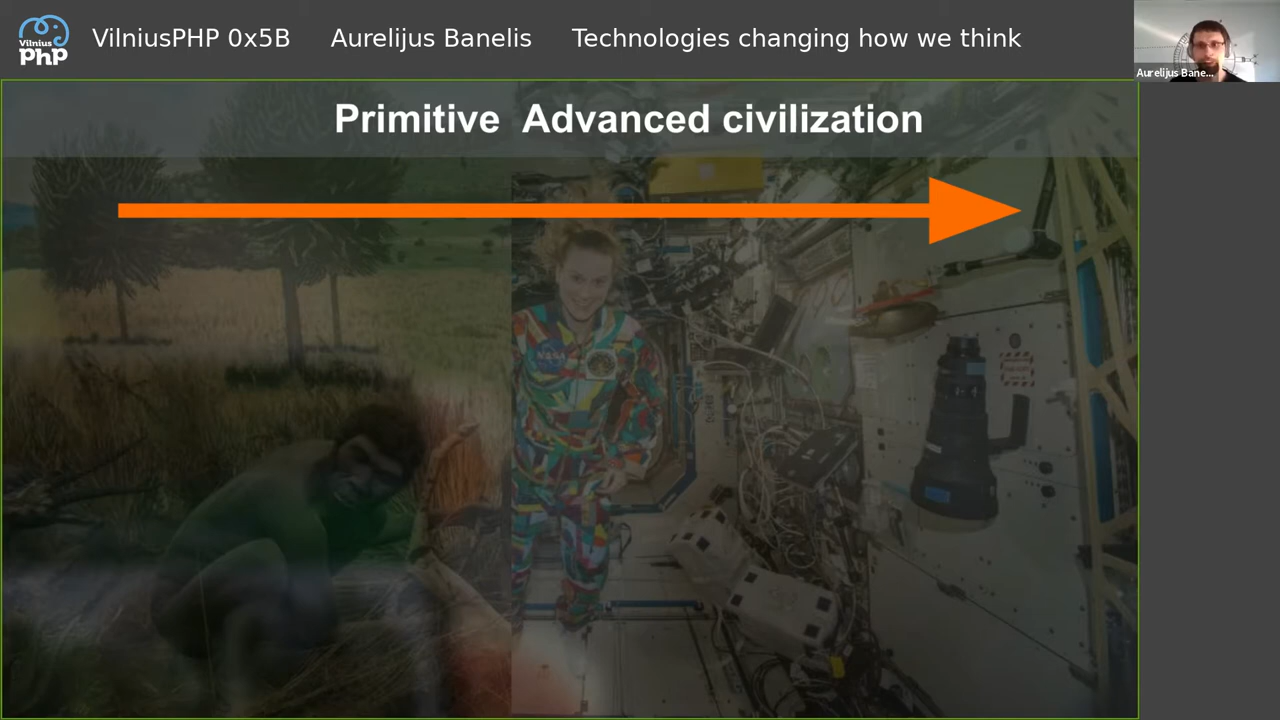 Vilnius
php
VilniusPHP 0x5B Aurelijus Banelis Technologies changing how we think
Aurelijus Bane...
Primitive Advanced civilization
NASA